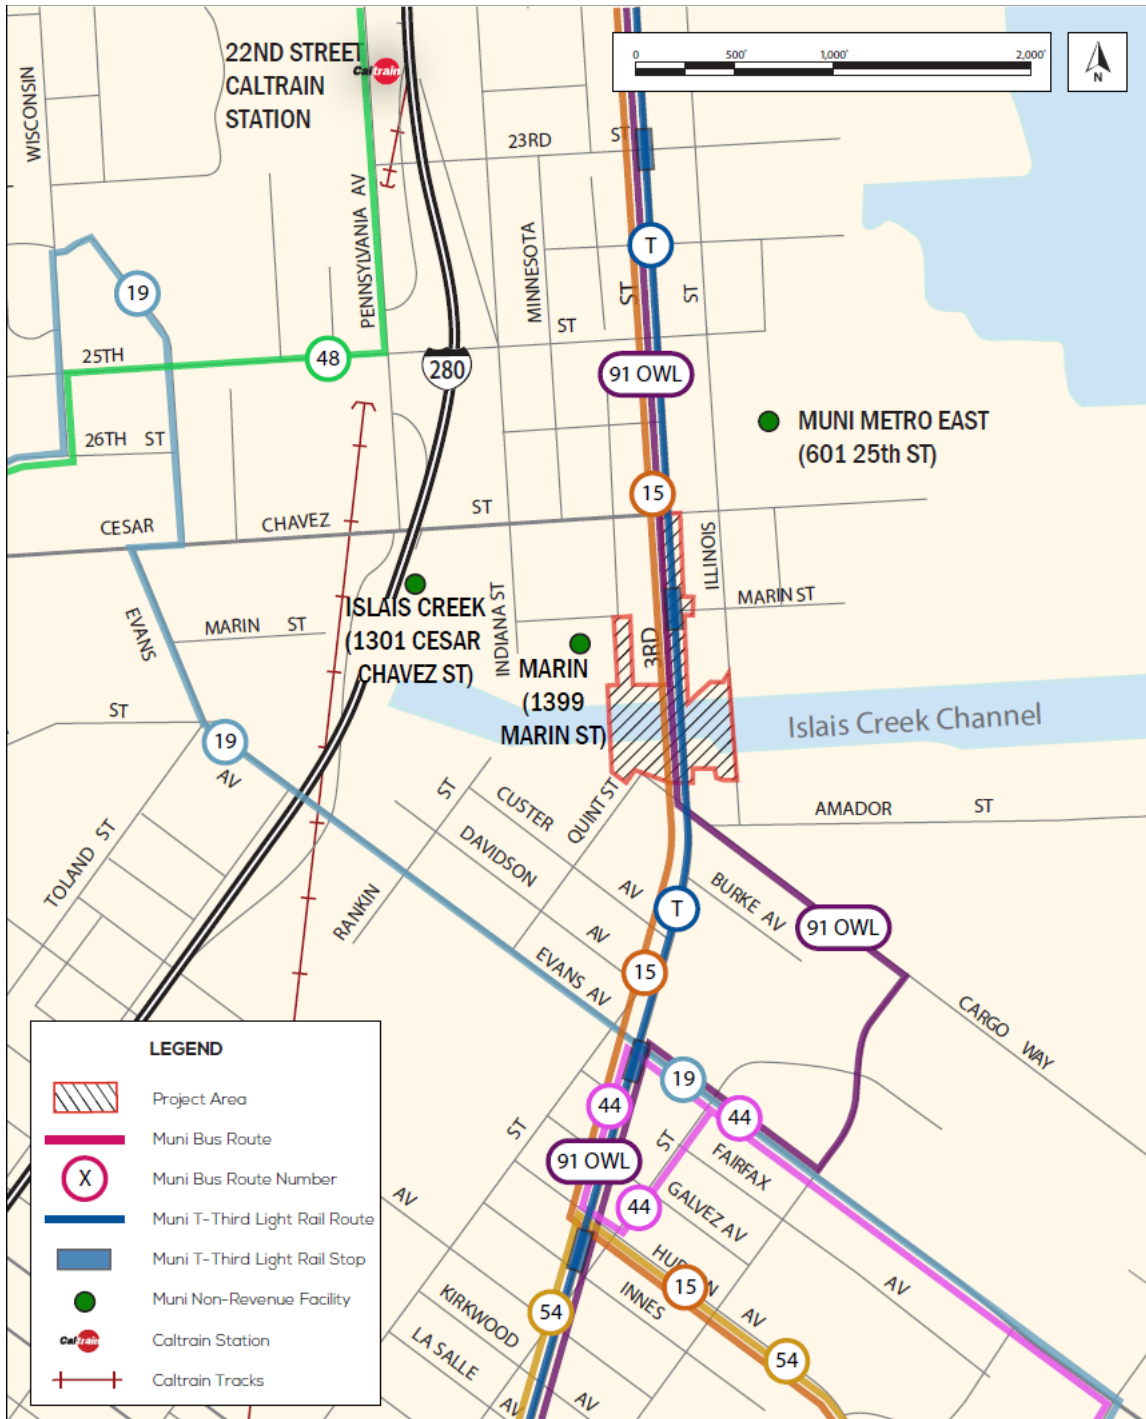 22ND STREET
CALTRAIN
STATION
Caltrain
0
500'
1,000'
2,000'
N
WISCONSIN
23RD
ST
PENNSYLVANIA AV
MINNESOTA
ST
T
ST
ST
19
25TH
48
280
91 OWL
MUNI METRO EAST
(601 25th ST)
26TH ST
15
CESAR
CHAVEZ
ST
ILLINOIS
EVANS
MARIN ST
ISLAIS CREEK
(1301 CESAR
CHAVEZ ST)
INDIANA ST
MARIN
(1399
MARIN ST)
3RD
MARIN ST
ST
19
AV
Islais Creek Channel
TOLAND ST
ST
RANKIN
CUSTER
AV
QUINT ST
DAVIDSON
AV
AMADOR
ST
T
BURKE AV
91 OWL
15
EVANS AV
CARGO WAY
19
44
44
ST
91 OWL
ST
FAIRFAX
AV
44
GALVEZ AV
HUDSON
AV
15
INNES
54
54
KIRKWOOD
AV
LA SALLE
AV
AV
LEGEND
Project Area
Muni Bus Route
X
Muni Bus Route Number
Muni T-Third Light Rail Route
Muni T-Third Light Rail Stop
Muni Non-Revenue Facility
Caltrain
Caltrain Station
Caltrain Tracks